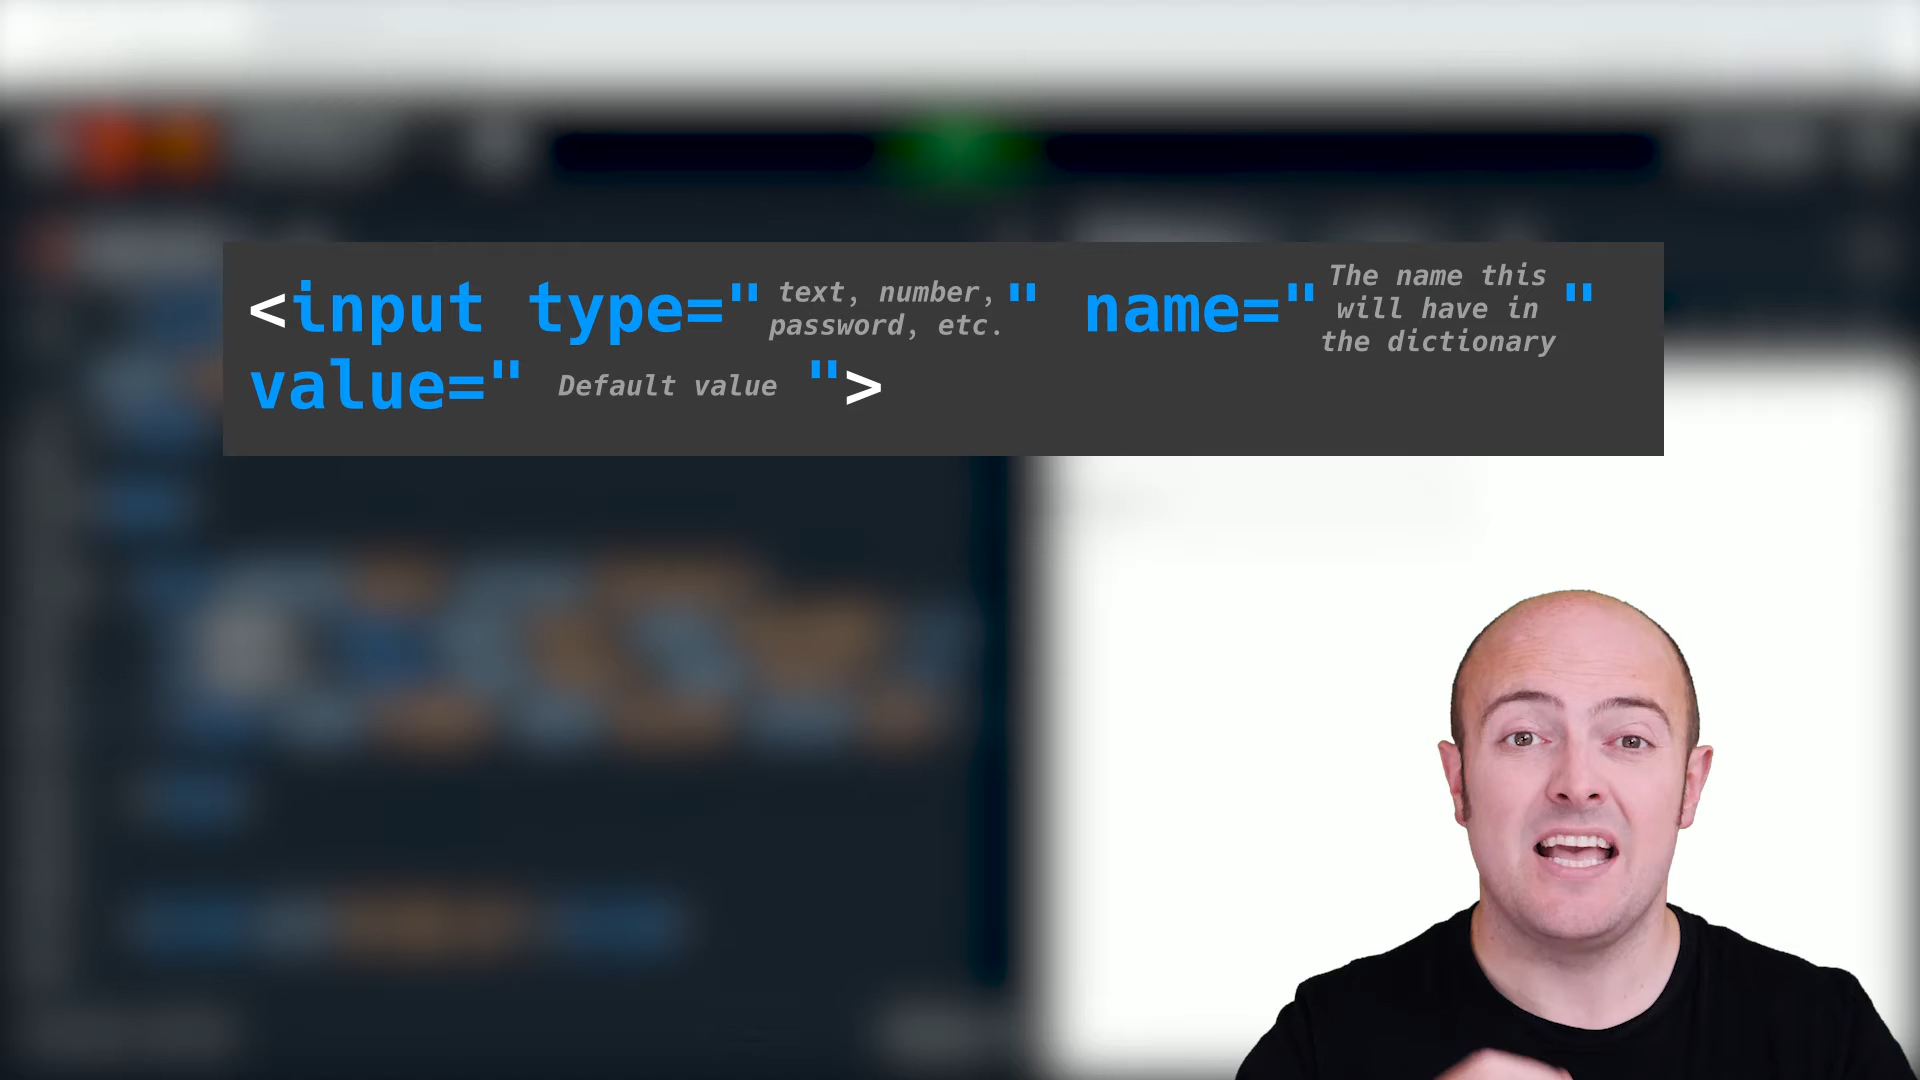 <input type="text, number, password, etc." name="The name this will have in the dictionary"
value="Default value">